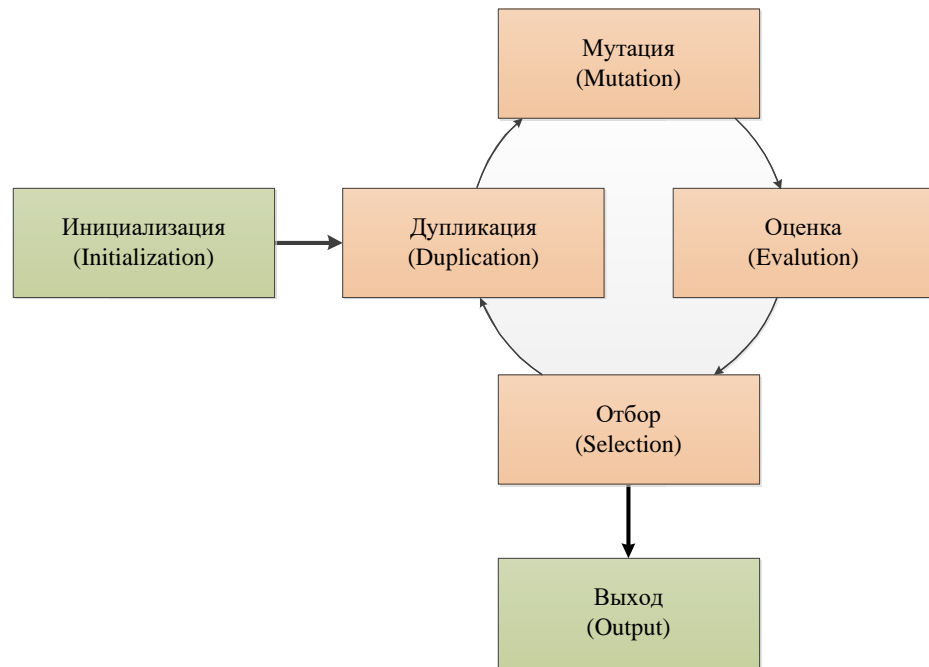 Мутация
(Mutation)
Инициализация
(Initialization)
Дупликация
(Duplication)
Оценка
(Evalution)
Отбор
(Selection)
Выход
(Output)